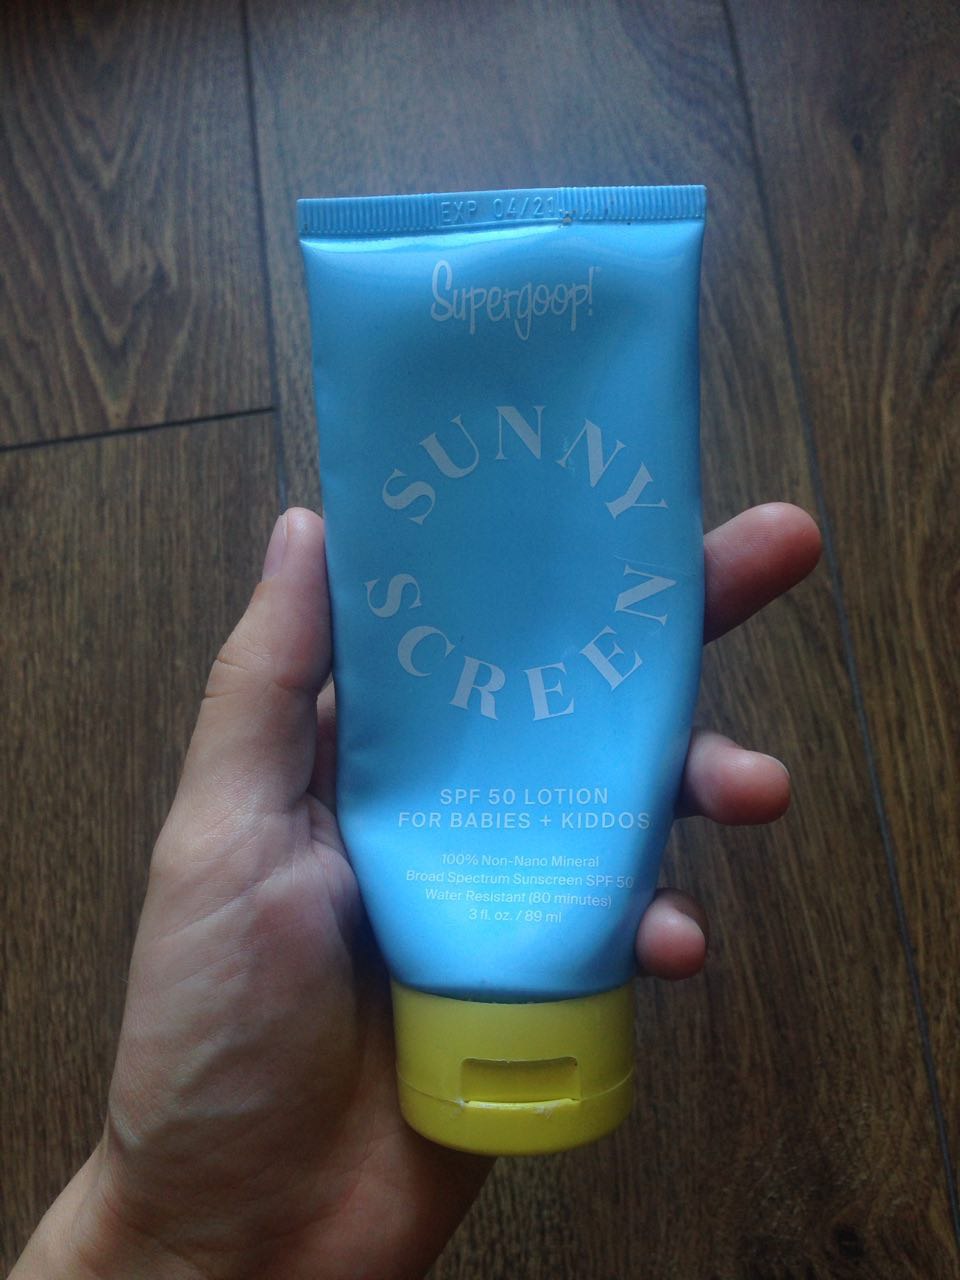 EXP 04/21
Supergoop!
SUNNY
SCREEN
SPF 50 LOTION
FOR BABIES + KIDDOS
100% Non-Nano Mineral
Broad Spectrum Sunscreen SPF 50
Water Resistant (80 minutes)
3 fl. oz. / 89 ml